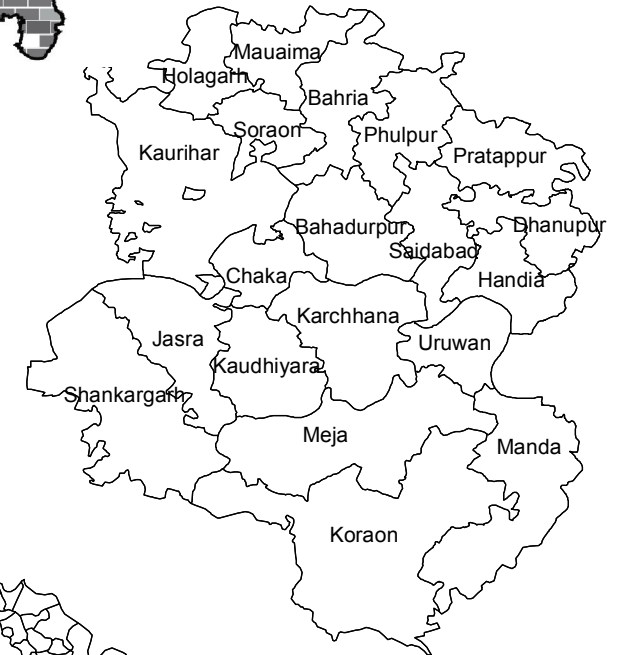 Mauaima
Holagarh
Bahria
Soraon
Phulpur
Kaurihar
Pratappur
Bahadurpur
Dhanupur
Saidabad
Chaka
Handia
Karchhana
Jasra
Uruwan
Kaudhiyara
Shankargarh
Meja
Manda
Koraon